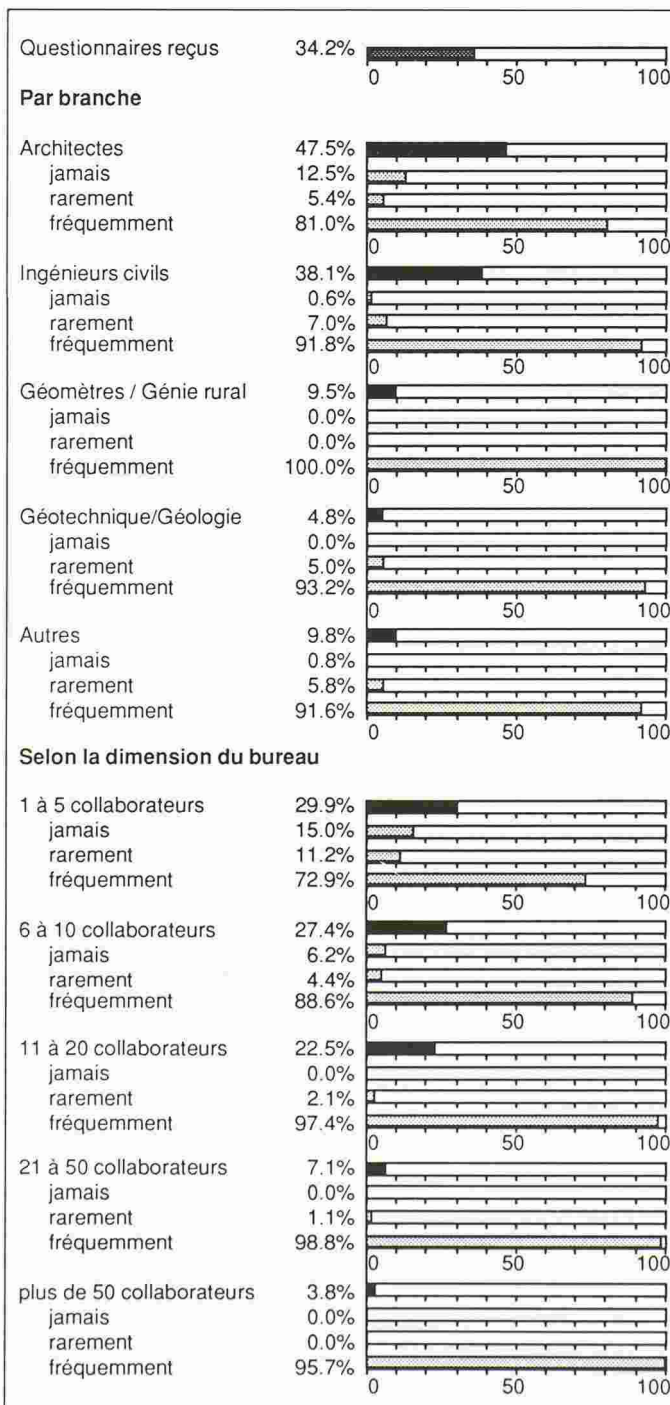 Questionnaires reçus 34.2%
0 50 100
Par branche
Architectes 47.5%
jamais 12.5%
rarement 5.4%
fréquemment 81.0%
0 50 100
Ingénieurs civils 38.1%
jamais 0.6%
rarement 7.0%
fréquemment 91.8%
0 50 100
Géomètres / Génie rural 9.5%
jamais 0.0%
rarement 0.0%
fréquemment 100.0%
0 50 100
Géotechnique/Géologie 4.8%
jamais 0.0%
rarement 5.0%
fréquemment 93.2%
0 50 100
Autres 9.8%
jamais 0.8%
rarement 5.8%
fréquemment 91.6%
0 50 100
Selon la dimension du bureau
1 à 5 collaborateurs 29.9%
jamais 15.0%
rarement 11.2%
fréquemment 72.9%
0 50 100
6 à 10 collaborateurs 27.4%
jamais 6.2%
rarement 4.4%
fréquemment 88.6%
0 50 100
11 à 20 collaborateurs 22.5%
jamais 0.0%
rarement 2.1%
fréquemment 97.4%
0 50 100
21 à 50 collaborateurs 7.1%
jamais 0.0%
rarement 1.1%
fréquemment 98.8%
0 50 100
plus de 50 collaborateurs 3.8%
jamais 0.0%
rarement 0.0%
fréquemment 95.7%
0 50 100